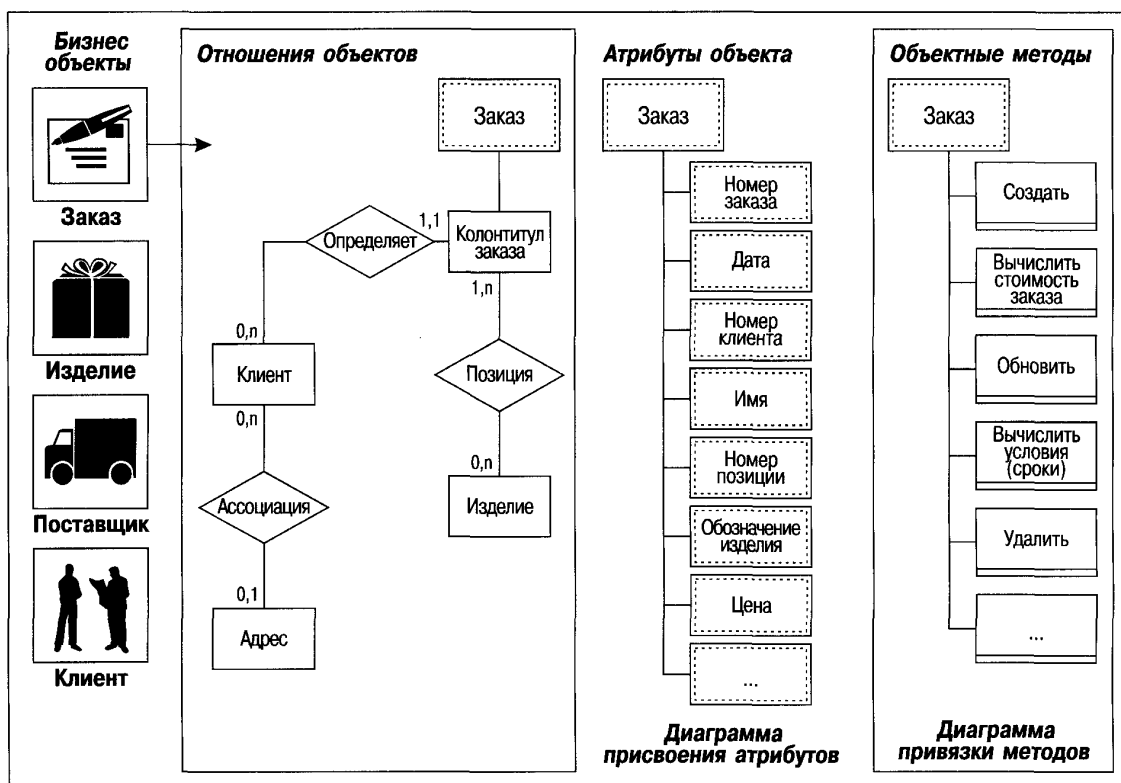 Бизнес
объекты
Заказ
Изделие
Поставщик
Клиент
Отношения объектов
Заказ
Определяет
1,1
Колонтитул
заказа
1,n
0,n
Клиент
0,n
Позиция
0,n
Ассоциация
Изделие
0,1
Адрес
Атрибуты объекта
Заказ
Номер
заказа
Дата
Номер
клиента
Имя
Номер
позиции
Обозначение
изделия
Цена
...
Диаграмма
присвоения атрибутов
Объектные методы
Заказ
Создать
Вычислить
стоимость
заказа
Обновить
Вычислить
условия
(сроки)
Удалить
...
Диаграмма
привязки методов